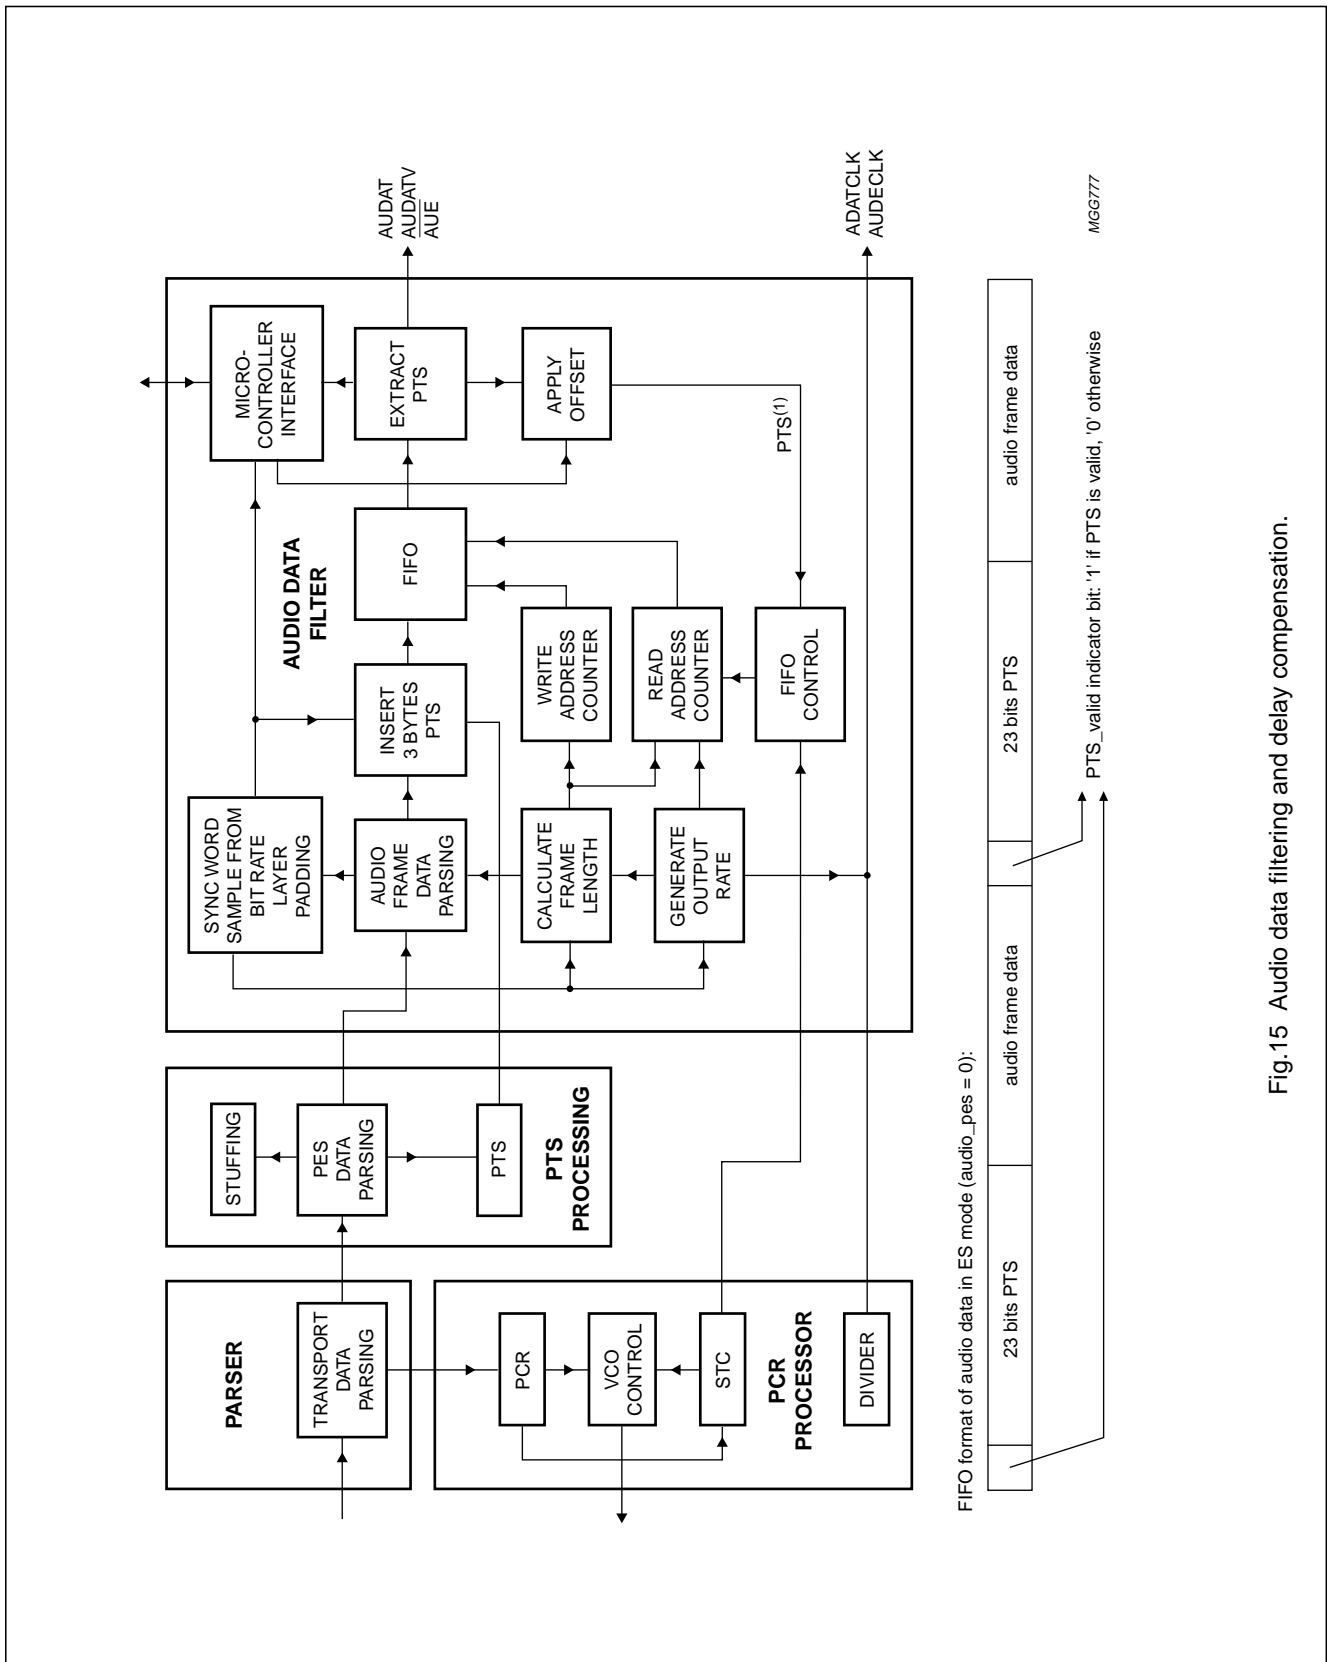 PARSER
TRANSPORT
DATA
PARSING
STUFFING
PES
DATA
PARSING
PTS
PTS
PROCESSING
PCR
VCO
CONTROL
STC
PCR
PROCESSOR
DIVIDER
AUDIO DATA
FILTER
SYNC WORD
SAMPLE FROM
BIT RATE
LAYER
PADDING
AUDIO
FRAME
DATA
PARSING
CALCULATE
FRAME
LENGTH
GENERATE
OUTPUT
RATE
INSERT
3 BYTES
PTS
WRITE
ADDRESS
COUNTER
READ
ADDRESS
COUNTER
FIFO
CONTROL
FIFO
MICRO-
CONTROLLER
INTERFACE
EXTRACT
PTS
APPLY
OFFSET
PTS(1)
AUDAT
AUDATV
AUE
ADATCLK
AUDECLK
FIFO format of audio data in ES mode (audio_pes = 0):
23 bits PTS
audio frame data
23 bits PTS
audio frame data
PTS_valid indicator bit: '1' if PTS is valid, '0' otherwise
MGG777
Fig.15 Audio data filtering and delay compensation.